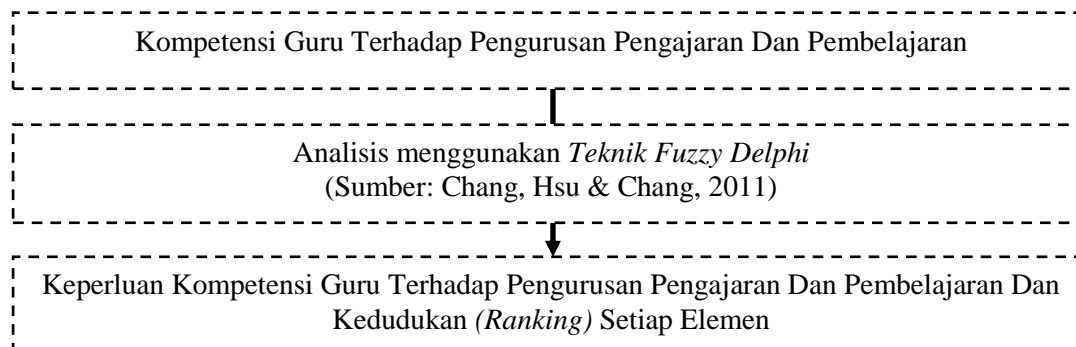 Kompetensi Guru Terhadap Pengurusan Pengajaran Dan Pembelajaran
Analisis menggunakan Teknik Fuzzy Delphi
(Sumber: Chang, Hsu & Chang, 2011)
Keperluan Kompetensi Guru Terhadap Pengurusan Pengajaran Dan Pembelajaran Dan
Kedudukan (Ranking) Setiap Elemen